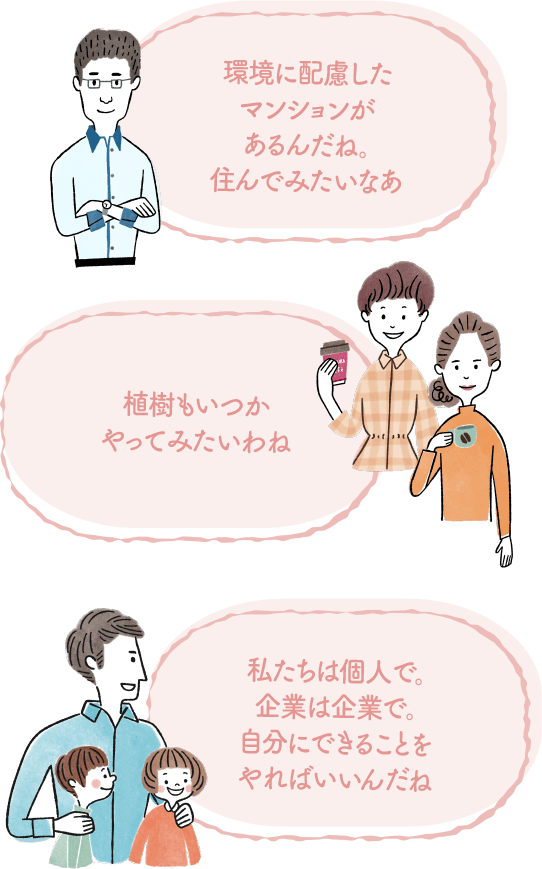 環境に配慮した
マンションが
あるんだね。
住んでみたいなあ
植樹もいつか
やってみたいわね
私たちは個人で。
企業は企業で。
自分にできることを
やればいいんだね